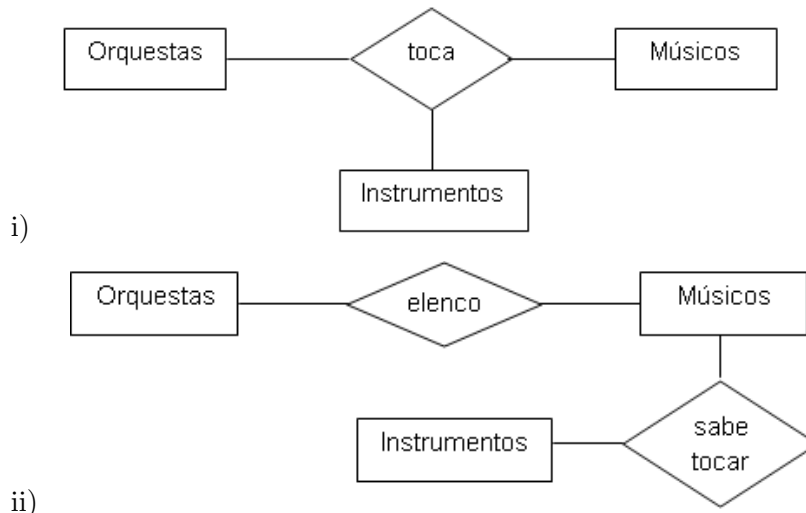 Orquestas
toca
Músicos
Instrumentos
i)
Orquestas
elenco
Músicos
Instrumentos
sabe
tocar
ii)